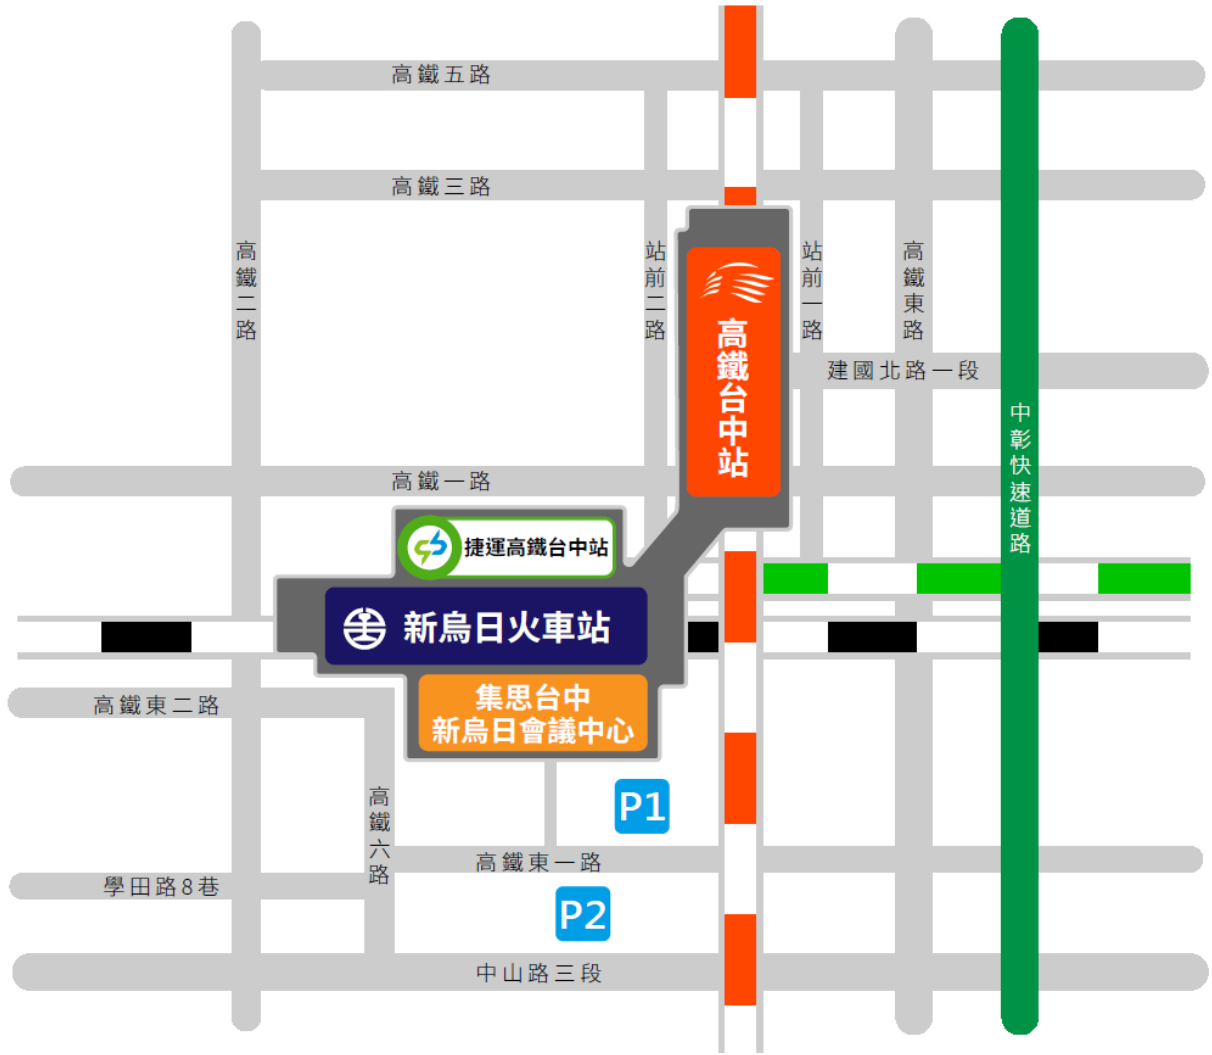 高鐵五路
高鐵三路
高鐵二路
站前二路
站前一路
高鐵東路
高鐵台中站
建國北路一段
中彰快速道路
高鐵一路
捷運高鐵台中站
新烏日火車站
集思台中
新烏日會議中心
高鐵東二路
高鐵六路
P1
高鐵東一路
學田路8巷
P2
中山路三段